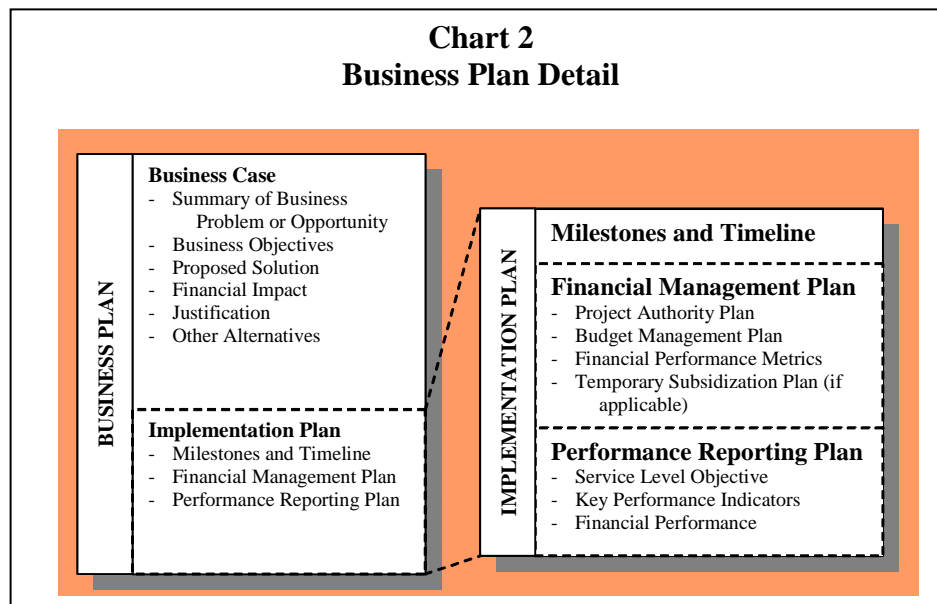 Chart 2
Business Plan Detail
BUSINESS PLAN
Business Case
- Summary of Business
Problem or Opportunity
- Business Objectives
- Proposed Solution
- Financial Impact
- Justification
- Other Alternatives
Implementation Plan
- Milestones and Timeline
- Financial Management Plan
- Performance Reporting Plan
IMPLEMENTATION PLAN
Milestones and Timeline
Financial Management Plan
- Project Authority Plan
- Budget Management Plan
- Financial Performance Metrics
- Temporary Subsidization Plan (if
applicable)
Performance Reporting Plan
- Service Level Objective
- Key Performance Indicators
- Financial Performance